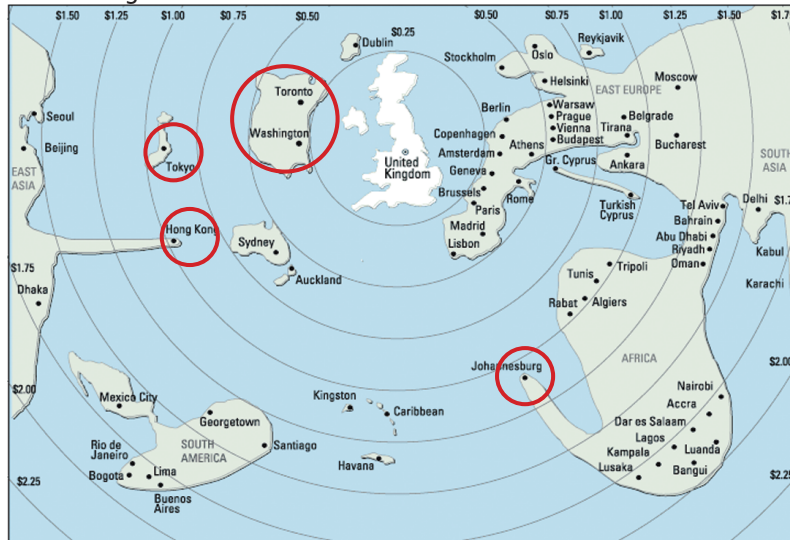 $1.50 $1.25 $1.00 $0.75 $0.50 $0.25 $0.50 $0.75 $1.00 $1.25 $1.50
Dublin
Stockholm
Oslo
Reykjavik
Helsinki
EAST EUROPE
Moscow
Toronto
Washington
Seoul
Beijing
EAST
ASIA
Tokyo
United
Kingdom
Berlin
Copenhagen
Amsterdam
Geneva
Brussels
Paris
Madrid
Lisbon
Rome
Athens
Warsaw
Prague
Vienna
Budapest
Belgrade
Tirana
Bucharest
Gr. Cyprus
Ankara
Turkish
Cyprus
SOUTH
ASIA
Delhi
Kabul
Karachi
Tel Aviv
Bahrain
Abu Dhabi
Riyadh
Oman
Hong Kong
Sydney
Auckland
$1.75
Dhaka
Tunis
Tripoli
Rabat
Algiers
AFRICA
Johannesburg
$2.00
$2.00
Mexico City
Georgetown
Kingston
Caribbean
Havana
Rio de
Janeiro
Bogota
Lima
Buenos
Aires
SOUTH
AMERICA
Santiago
Nairobi
Accra
Dar es Salaam
Lagos
Luanda
Kampala
Lusaka
Bangui
$2.25
$2.25